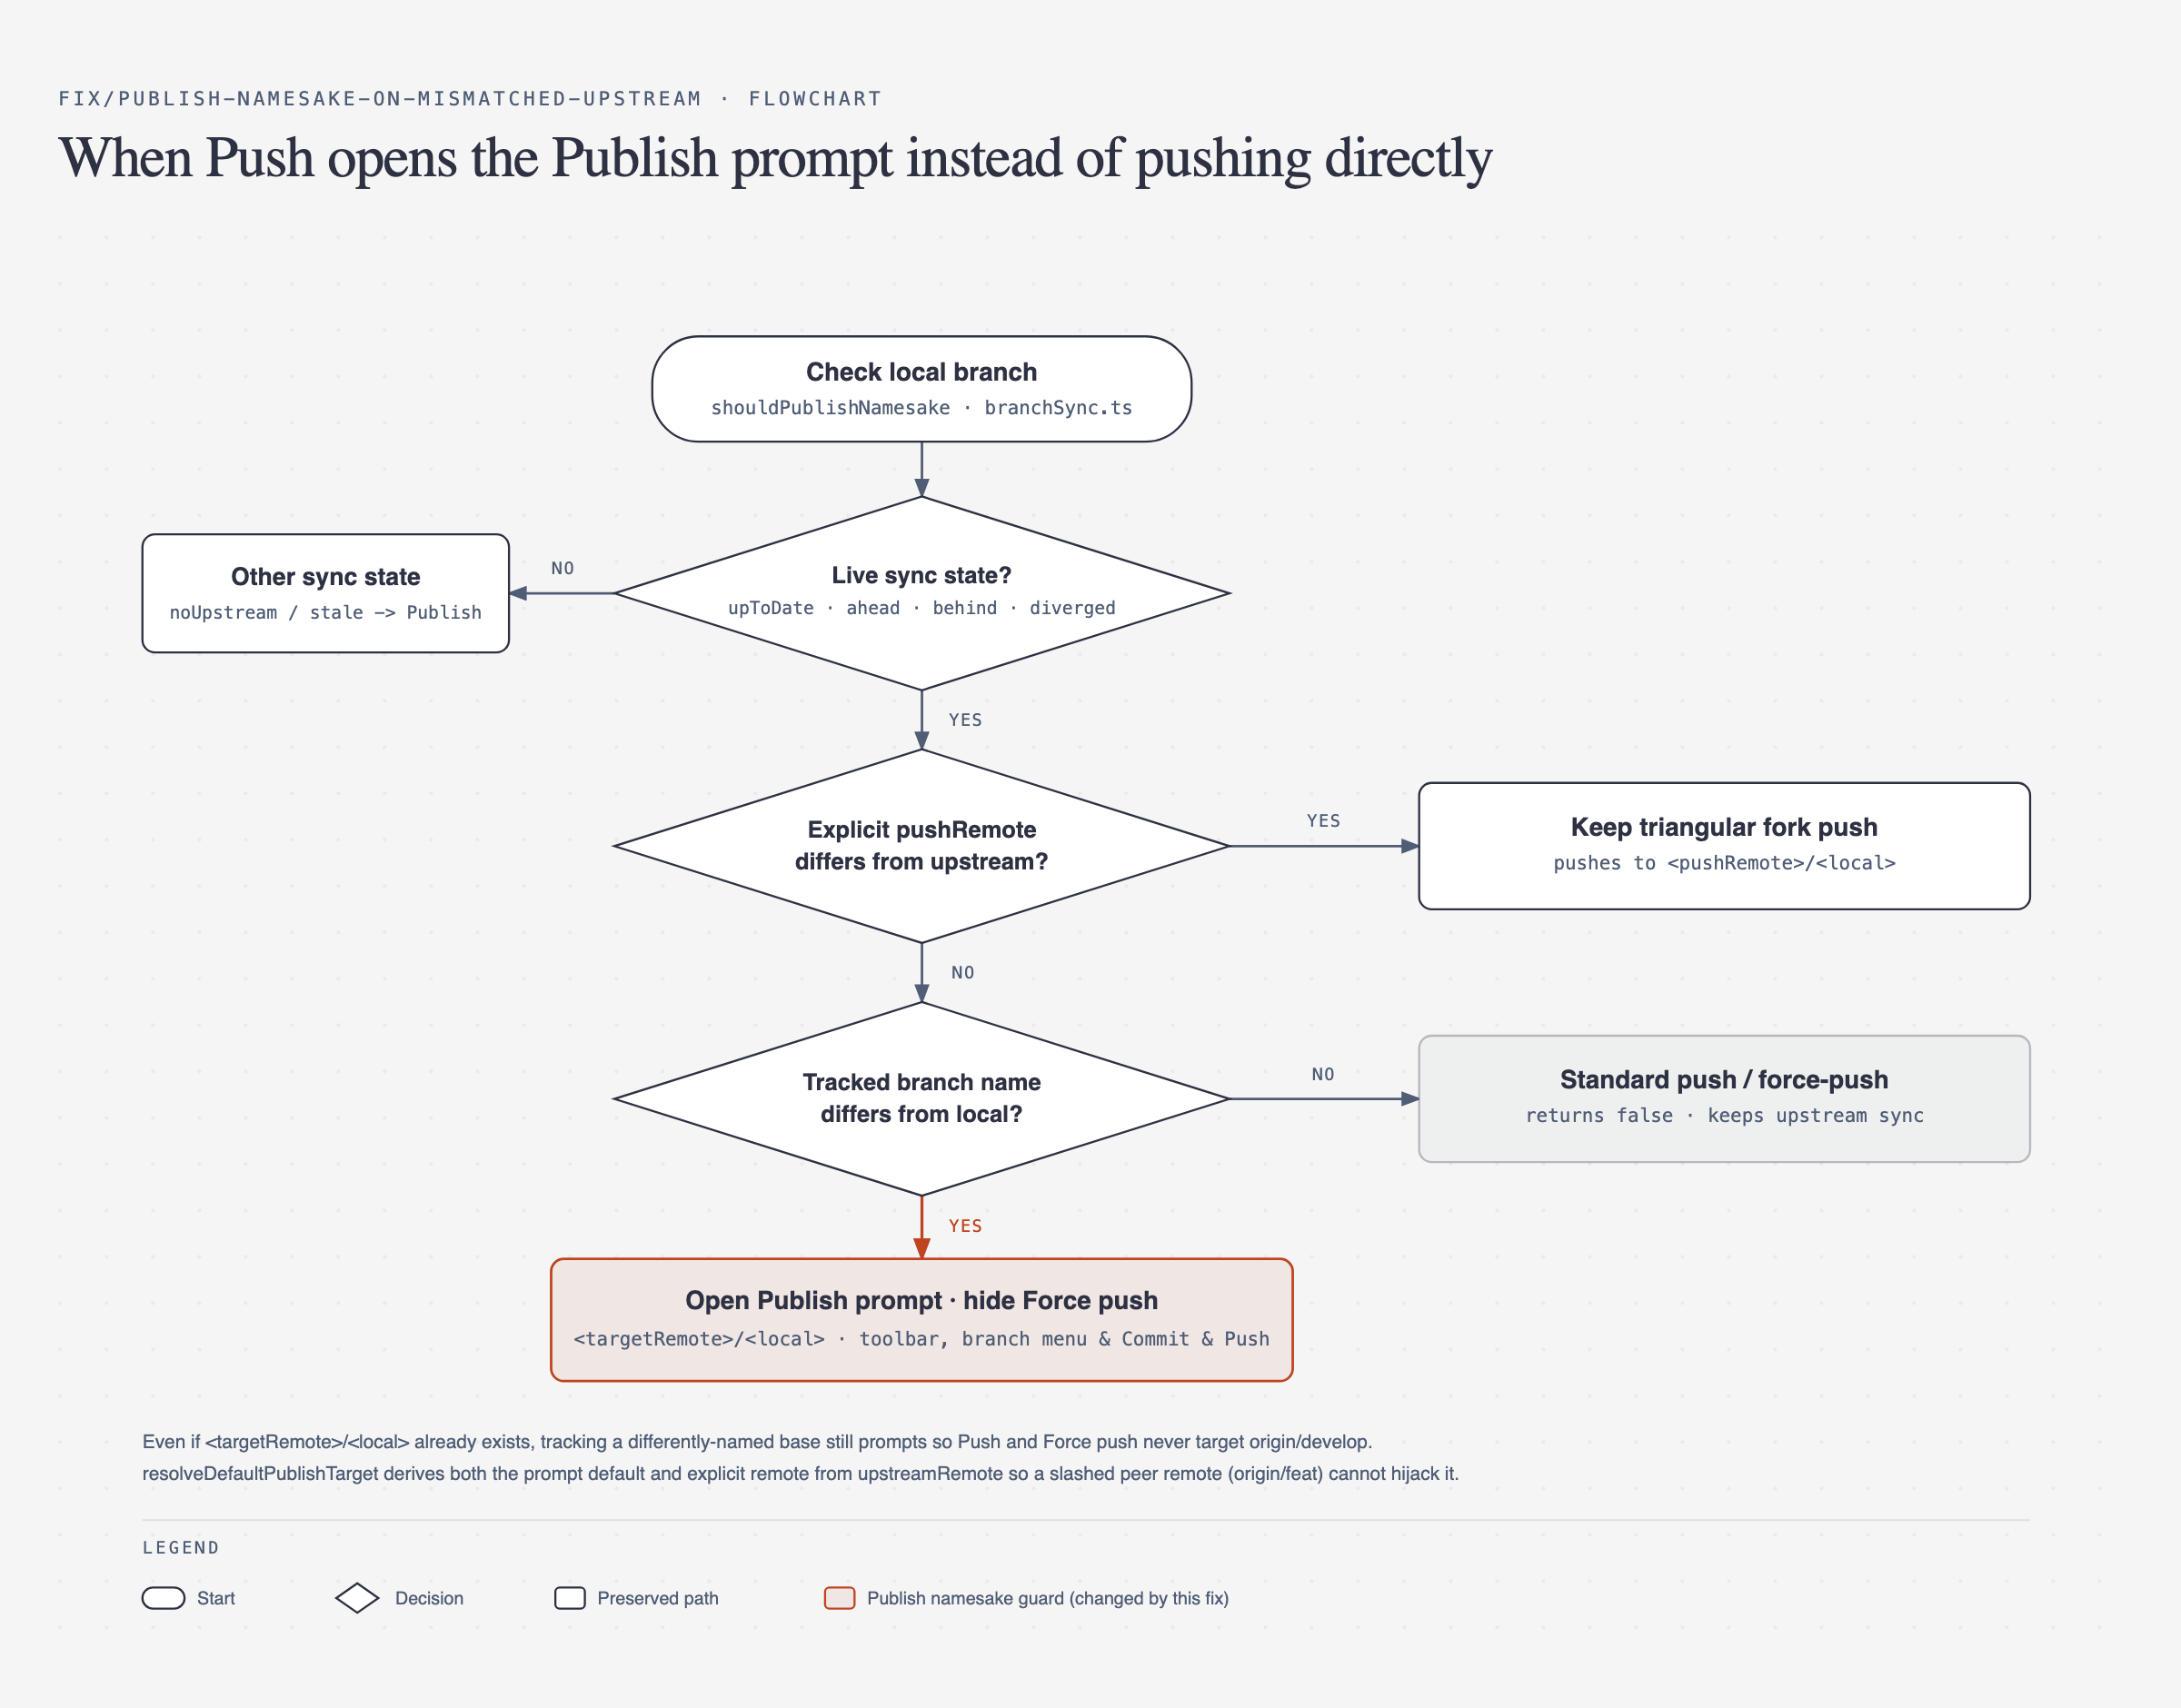 FIX/PUBLISH-NAMESAKE-ON-MISMATCHED-UPSTREAM · FLOWCHART
When Push opens the Publish prompt instead of pushing directly
Check local branch
shouldPublishNamesake · branchSync.ts
Other sync state
noUpstream / stale -> Publish
NO
Live sync state?
upToDate · ahead · behind · diverged
YES
Explicit pushRemote
differs from upstream?
YES
Keep triangular fork push
pushes to <pushRemote>/<local>
NO
Tracked branch name
differs from local?
NO
Standard push / force-push
returns false · keeps upstream sync
YES
Open Publish prompt · hide Force push
<targetRemote>/<local> · toolbar, branch menu & Commit & Push
Even if <targetRemote>/<local> already exists, tracking a differently-named base still prompts so Push and Force push never target origin/develop.
resolveDefaultPublishTarget derives both the prompt default and explicit remote from upstreamRemote so a slashed peer remote (origin/feat) cannot hijack it.
LEGEND
Start
Decision
Preserved path
Publish namesake guard (changed by this fix)